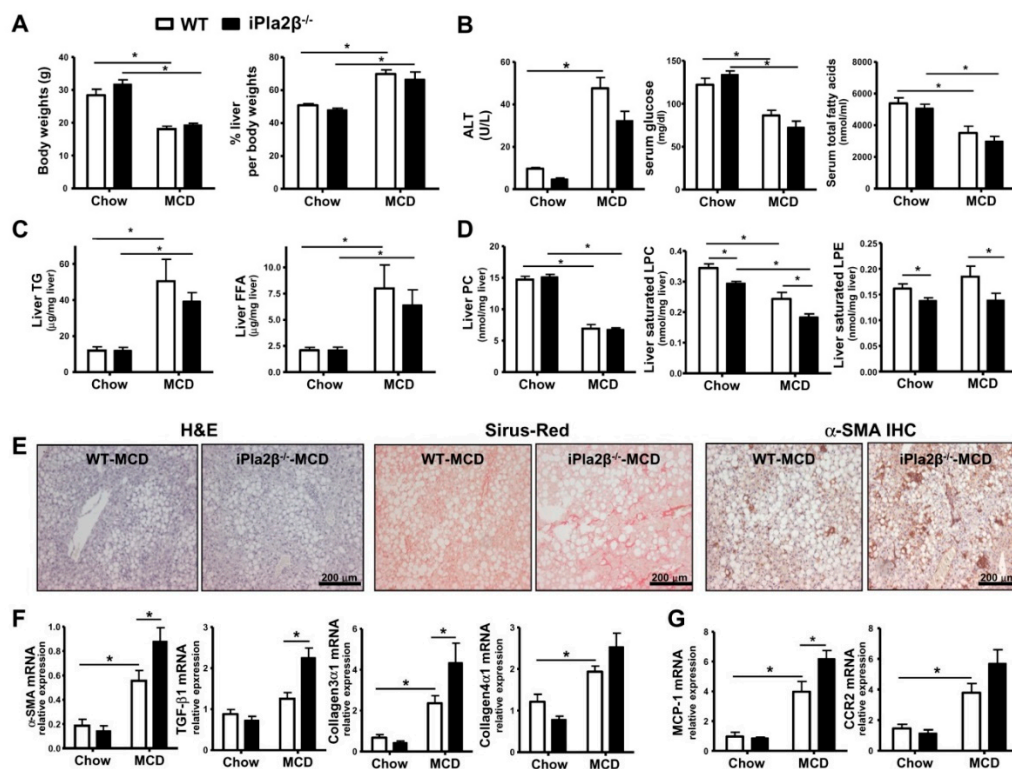 WT iPla2β-/-
A
Body weights (g)
60
40
20
0
Chow MCD
*
*
% liver
per body weights
80
60
40
20
0
Chow MCD
*
*
B
ALT
(U/L)
60
40
20
0
Chow MCD
*
serum glucose
(mg/dl)
150
100
50
0
Chow MCD
*
*
Serum total fatty acids
(nmol/ml)
8000
6000
4000
2000
0
Chow MCD
*
*
C
Liver TG
(μg/mg liver)
60
40
20
0
Chow MCD
*
*
Liver FFA
(μg/mg liver)
10.0
7.5
5.0
2.5
0
Chow MCD
*
*
D
Liver PC
(nmol/mg liver)
20
15
10
5
0
Chow MCD
*
*
Liver saturated LPC
(nmol/mg liver)
0.4
0.3
0.2
0.1
0.0
Chow MCD
*
*
*
*
Liver saturated LPE
(nmol/mg liver)
0.25
0.20
0.15
0.10
0.05
0.00
Chow MCD
*
*
E
H&E
WT-MCD iPla2β-/--MCD
200 μm
Sirus-Red
WT-MCD iPla2β-/--MCD
200 μm
α-SMA IHC
WT-MCD iPla2β-/--MCD
200 μm
F
α-SMA mRNA
relative expression
1.0
0.8
0.6
0.4
0.2
0.0
Chow MCD
*
*
TGF-β1 mRNA
relative epxression
3
2
1
0
Chow MCD
*
Collagen3α1 mRNA
relative expression
6
4
2
0
Chow MCD
*
*
Collagen4α1 mRNA
relative expression
3
2
1
0
Chow MCD
*
G
MCP-1 mRNA
relative expression
8
6
4
2
0
Chow MCD
*
*
CCR2 mRNA
relative expression
8
6
4
2
0
Chow MCD
*